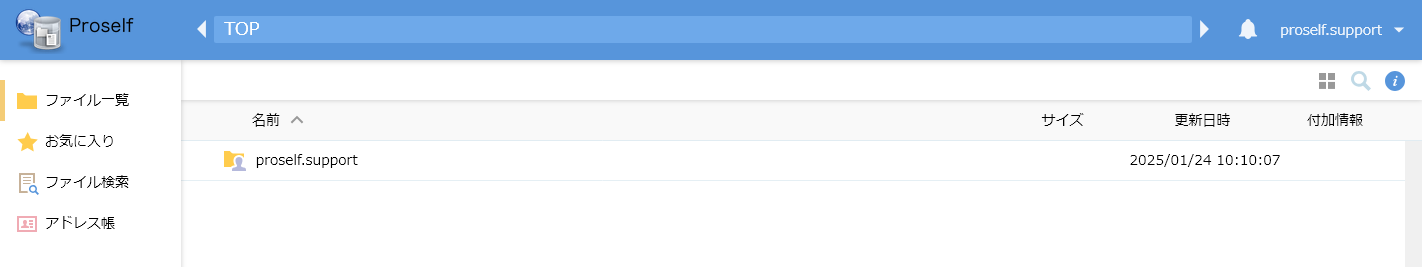 Proself
TOP
proself.support
ファイル一覧
お気に入り
ファイル検索
アドレス帳
名前 サイズ 更新日時 付加情報
proself.support 2025/01/24 10:10:07